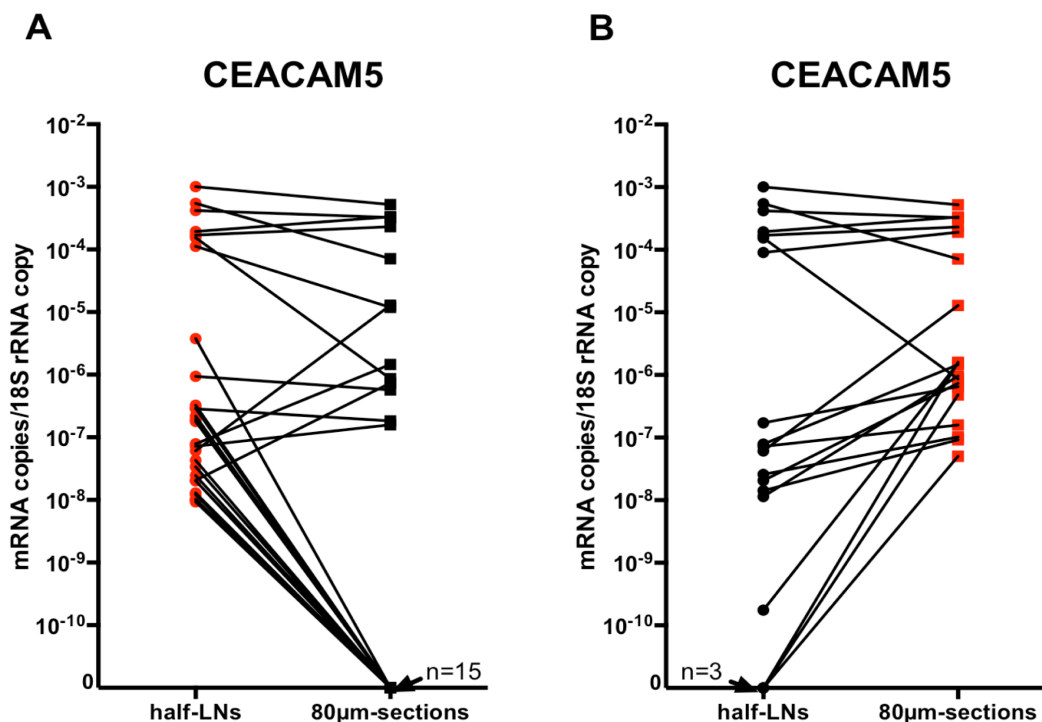 A
CEACAM5
mRNA copies/18S rRNA copy
10-2
10-3
10-4
10-5
10-6
10-7
10-8
10-9
10-10
0
n=15
half-LNs 80µm-sections
B
CEACAM5
mRNA copies/18S rRNA copy
10-2
10-3
10-4
10-5
10-6
10-7
10-8
10-9
10-10
0
n=3
half-LNs 80µm-sections